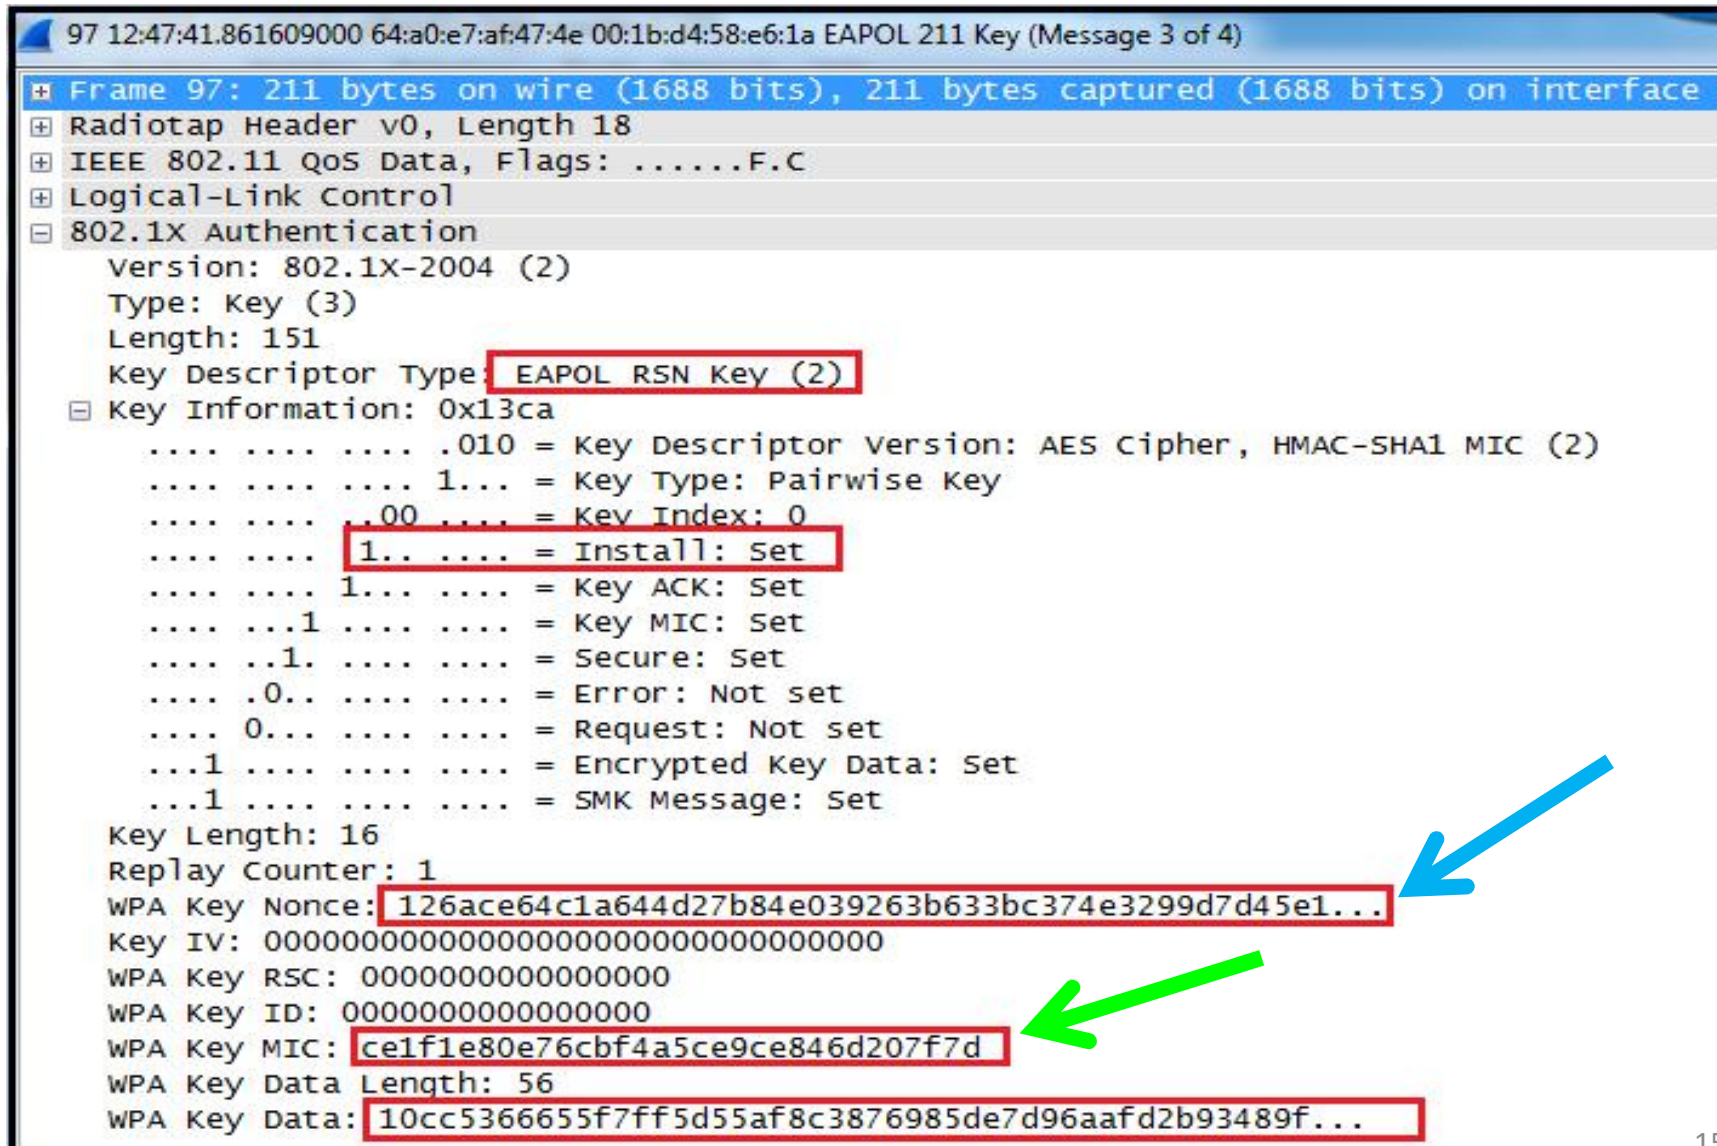 97 12:47:41.861609000 64:a0:e7:af:47:4e 00:1b:d4:58:e6:1a EAPOL 211 Key (Message 3 of 4)
Frame 97: 211 bytes on wire (1688 bits), 211 bytes captured (1688 bits) on interface
Radiotap Header v0, Length 18
IEEE 802.11 QoS Data, Flags: ......F.C
Logical-Link Control
802.1X Authentication
Version: 802.1X-2004 (2)
Type: Key (3)
Length: 151
Key Descriptor Type: EAPOL RSN Key (2)
Key Information: 0x13ca
.... .... .... .010 = Key Descriptor Version: AES Cipher, HMAC-SHA1 MIC (2)
.... .... .... 1... = Key Type: Pairwise Key
.... .... ..00 .... = Key Index: 0
.... .... .1.. .... = Install: Set
.... .... 1... .... = Key ACK: Set
.... ...1 .... .... = Key MIC: Set
.... ..1. .... .... = Secure: Set
.... .0.. .... .... = Error: Not set
.... 0... .... .... = Request: Not set
...1 .... .... .... = Encrypted Key Data: Set
...1 .... .... .... = SMK Message: Set
Key Length: 16
Replay Counter: 1
WPA Key Nonce: 126ace64c1a644d27b84e039263b633bc374e3299d7d45e1...
Key IV: 00000000000000000000000000000000
WPA Key RSC: 0000000000000000
WPA Key ID: 0000000000000000
WPA Key MIC: ce1f1e80e76cbf4a5ce9ce846d207f7d
WPA Key Data Length: 56
WPA Key Data: 10cc5366655f7ff5d55af8c3876985de7d96aafd2b93489f...